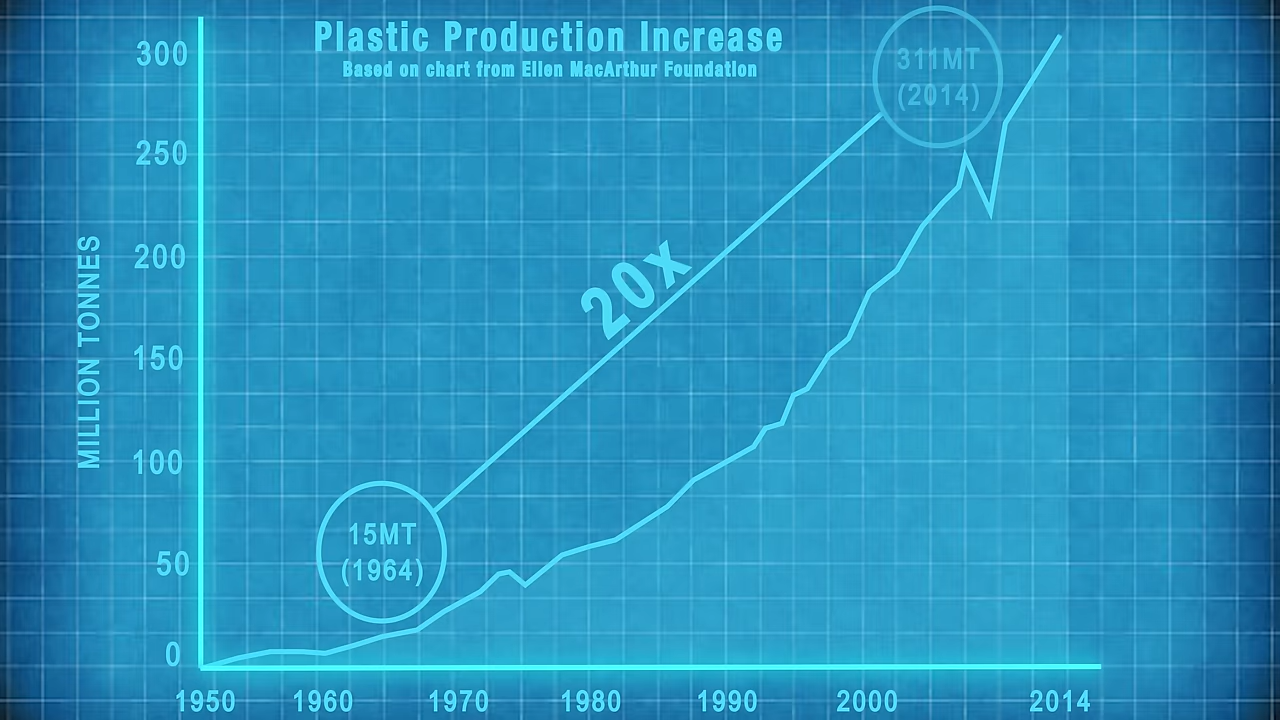 Plastic Production Increase
Based on chart from Ellen MacArthur Foundation
311MT
(2014)
20x
15MT
(1964)
MILLION TONNES
300
250
200
150
100
50
0
1950 1960 1970 1980 1990 2000 2014